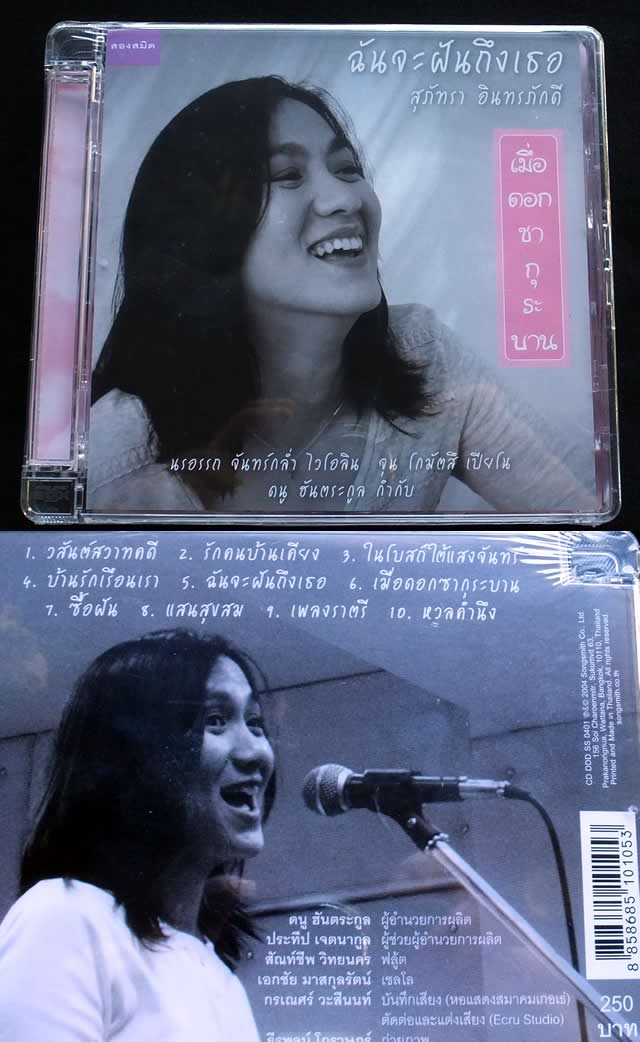 สองสมิต
ฉันจะฝันถึงเธอ
สุภัทรา อินทรภักดี
เมื่อ
ดอก
ซา
กุ
ระ
บาน
นรอรรถ จันทร์กล่ำ ไวโอลิน จุน โกมัตสึ เปียโน
ดนู ฮันตระกูล กำกับ
1. วสันต์สวาทคดี 2. รักคนบ้านเคียง 3. ในโบสถ์ใต้แสงจันทร์
4. บ้านรักเรือนเรา 5. ฉันจะฝันถึงเธอ 6. เมื่อดอกซากุระบาน
7. ซื้อฝัน 8. แสนสุขสม 9. เพลงราตรี 10. หวลคำนึง
CD DDD SS 0401 ℗&© 2004 Songsmith Co., Ltd.
156 Soi Charoenmitr, Sukumvit 63,
Prakanongnua, Wattana, Bangkok, 10110, Thailand
Printed and Made in Thailand. All rights reserved.
songsmith.co.th
ดนู ฮันตระกูล ผู้อำนวยการผลิต
ประทีป เจตนากูล ผู้ช่วยผู้อำนวยการผลิต
สัณห์ชีพ วิทยนคร ฟลู้ต
เอกชัย มาสกุลรัตน์ เชลโล
กรเณศร์ วะสีนนท์ บันทึกเสียง (หอแสดงสมาคมเกอเธ่)
ตัดต่อและแต่งเสียง (Ecru Studio)
ถ่ายภาพ
8 858685 101053
250
บาท